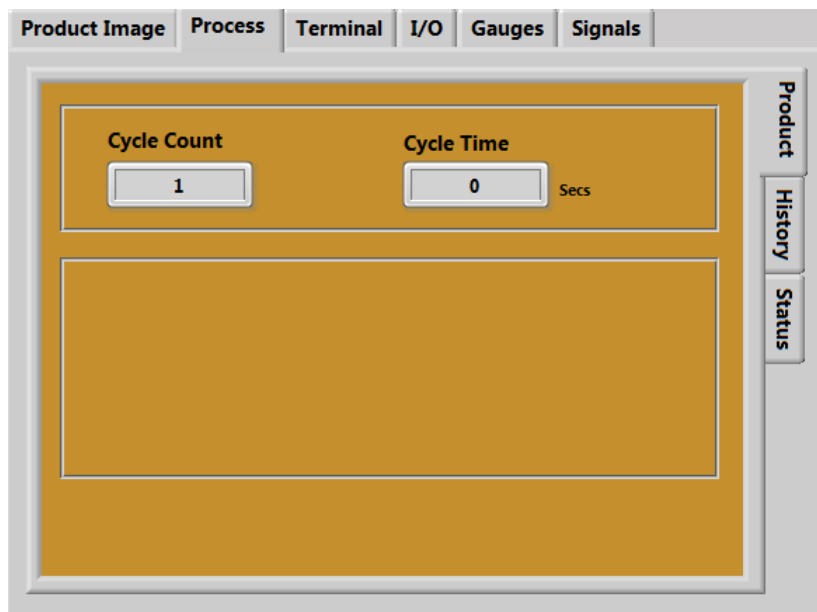 Product Image Process Terminal I/O Gauges Signals
Product
History
Status
Cycle Count
1
Cycle Time
0 Secs